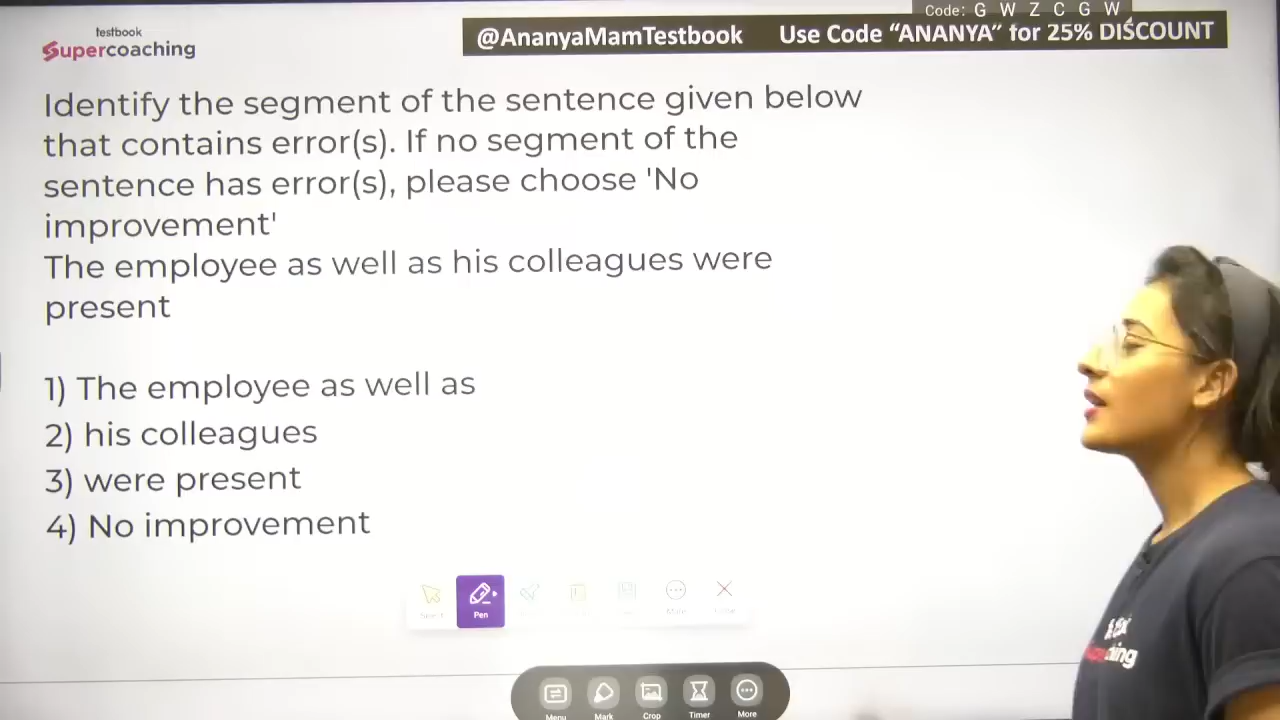 Code: G W Z C G W
testbook
Supercoaching
@AnanyaMamTestbook Use Code “ANANYA” for 25% DISCOUNT
Identify the segment of the sentence given below
that contains error(s). If no segment of the
sentence has error(s), please choose 'No
improvement'
The employee as well as his colleagues were
present
1) The employee as well as
2) his colleagues
3) were present
4) No improvement
Select Pen More
Menu Mark Crop Timer More